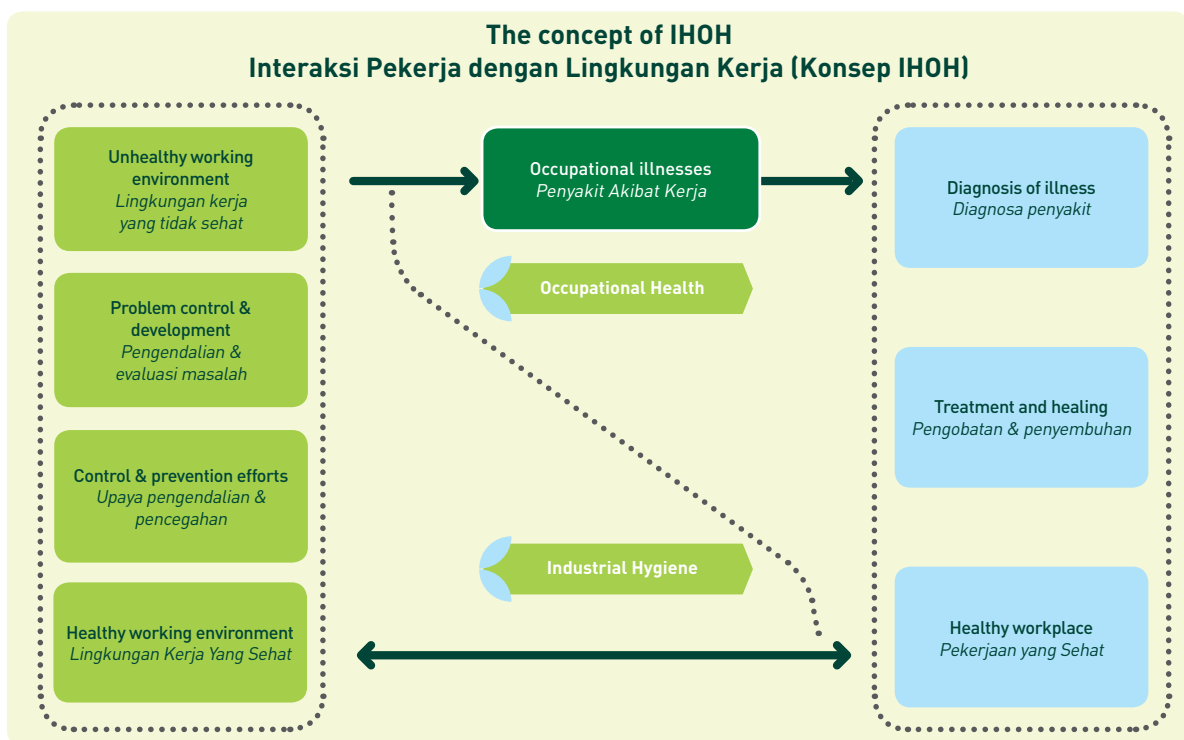 The concept of IHOH
Interaksi Pekerja dengan Lingkungan Kerja (Konsep IHOH)
Unhealthy working
environment
Lingkungan kerja
yang tidak sehat
Problem control &
development
Pengendalian &
evaluasi masalah
Control & prevention efforts
Upaya pengendalian &
pencegahan
Healthy working environment
Lingkungan Kerja Yang Sehat
Occupational illnesses
Penyakit Akibat Kerja
Occupational Health
Industrial Hygiene
Diagnosis of illness
Diagnosa penyakit
Treatment and healing
Pengobatan & penyembuhan
Healthy workplace
Pekerjaan yang Sehat